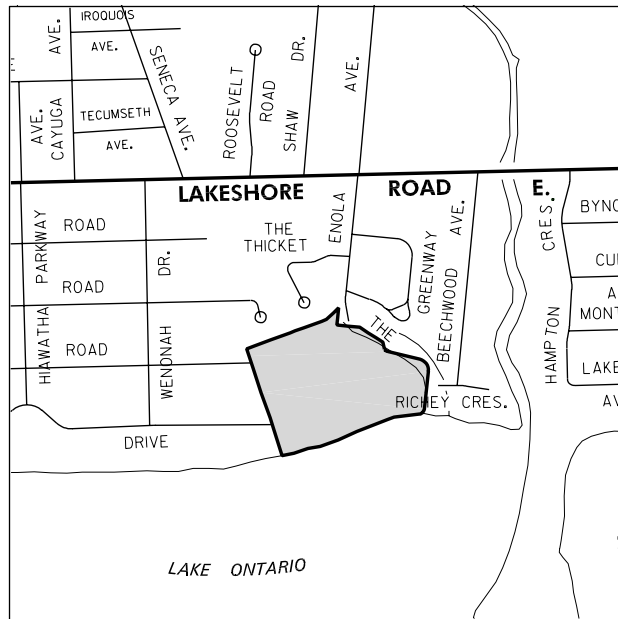 IROQUOIS
AVE.
AVE.
SENECA AVE.
ROOSEVELT
ROAD
SHAW
DR.
AVE.
TECUMSETH
AVE.
AVE.
CAYUGA
LAKESHORE ROAD E.
PARKWAY
HIAWATHA
ROAD
ROAD
ROAD
DR.
WENONAH
THE
THICKET
ENOLA
GREENWAY
THE
AVE.
BEECHWOOD
CRES.
HAMPTON
BYNG
CU
A
MONT
LAKE
AV
RICHEY CRES.
DRIVE
LAKE ONTARIO